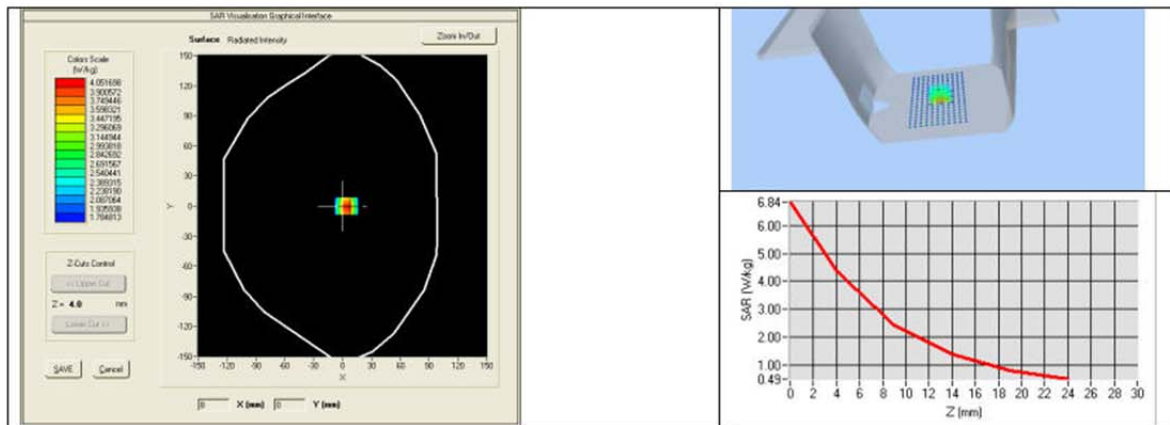 SAR Visualisation Graphical Interface
Surface Radiated Intensity
Zoom In/Out
Colors Scale
(W/kg)
4.051698
3.900572
3.749446
3.598321
3.447195
3.296069
3.144944
2.993818
2.842692
2.691567
2.540441
2.389315
2.238190
2.087064
1.935938
1.784813
150
120
90
60
30
0
-30
-60
-90
-120
-150
Y
-150 -120 -90 -60 -30 0 30 60 90 120 150
X
Z-Cuts Control
<< Upper Cut
Z = 4.0 mm
Lower Cut >>
SAVE Cancel
X (mm) Y (mm)
6.84
6.00
5.00
4.00
3.00
2.00
1.00
0.49
SAR (W/kg)
0 2 4 6 8 10 12 14 16 18 20 22 24 26 28 30
Z (mm)